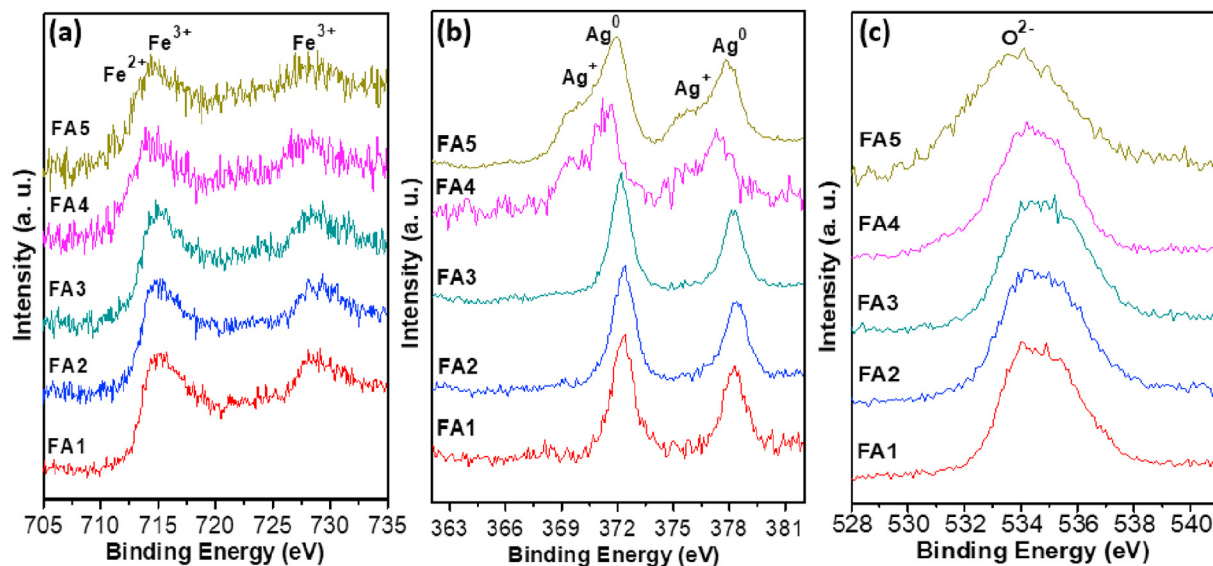 (a)
Fe3+
Fe3+
Fe2+
FA5
FA4
FA3
FA2
FA1
Intensity (a. u.)
705 710 715 720 725 730 735
Binding Energy (eV)
(b)
Ag0
Ag0
Ag+
Ag+
FA5
FA4
FA3
FA2
FA1
Intensity (a. u.)
363 366 369 372 375 378 381
Binding Energy (eV)
(c)
O2-
FA5
FA4
FA3
FA2
FA1
Intensity (a. u.)
528 530 532 534 536 538 540
Binding Energy (eV)